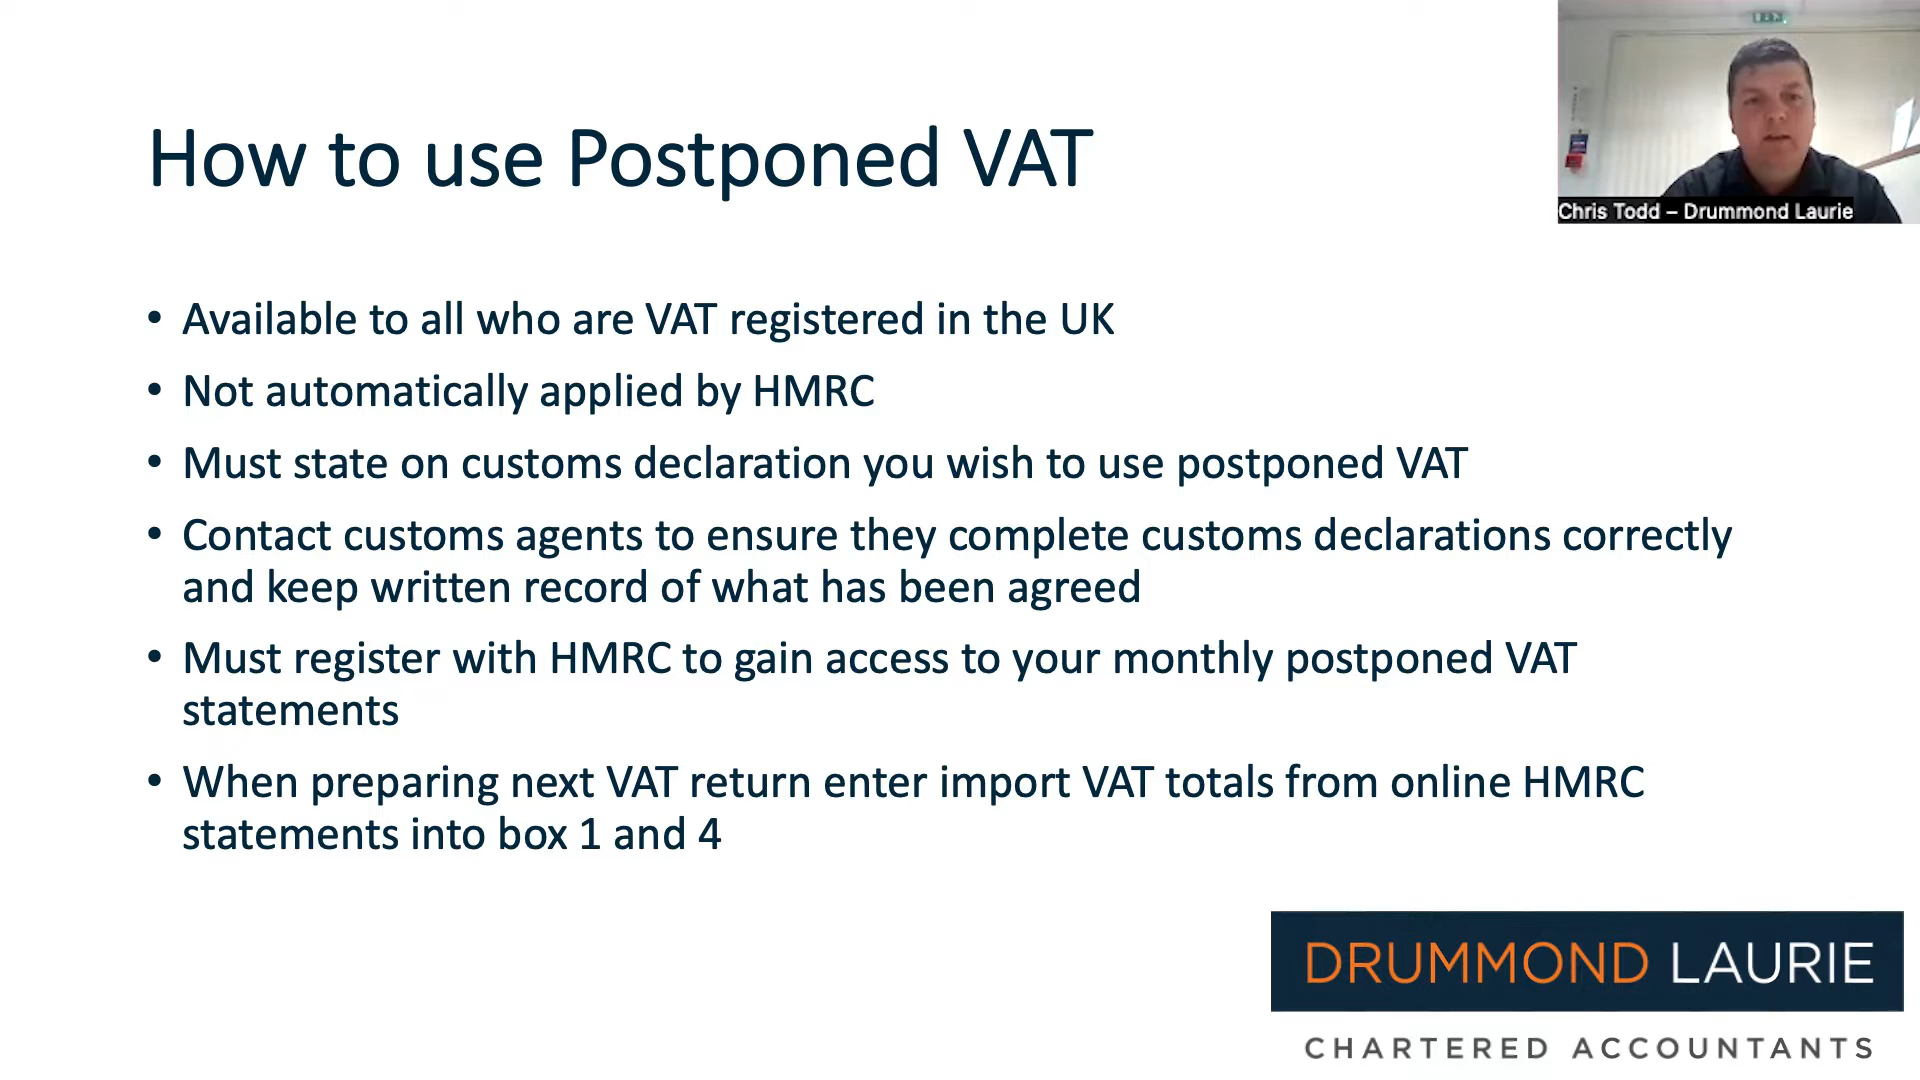 How to use Postponed VAT
Chris Todd – Drummond Laurie
• Available to all who are VAT registered in the UK
• Not automatically applied by HMRC
• Must state on customs declaration you wish to use postponed VAT
• Contact customs agents to ensure they complete customs declarations correctly
and keep written record of what has been agreed
• Must register with HMRC to gain access to your monthly postponed VAT
statements
• When preparing next VAT return enter import VAT totals from online HMRC
statements into box 1 and 4
DRUMMOND LAURIE
CHARTERED ACCOUNTANTS